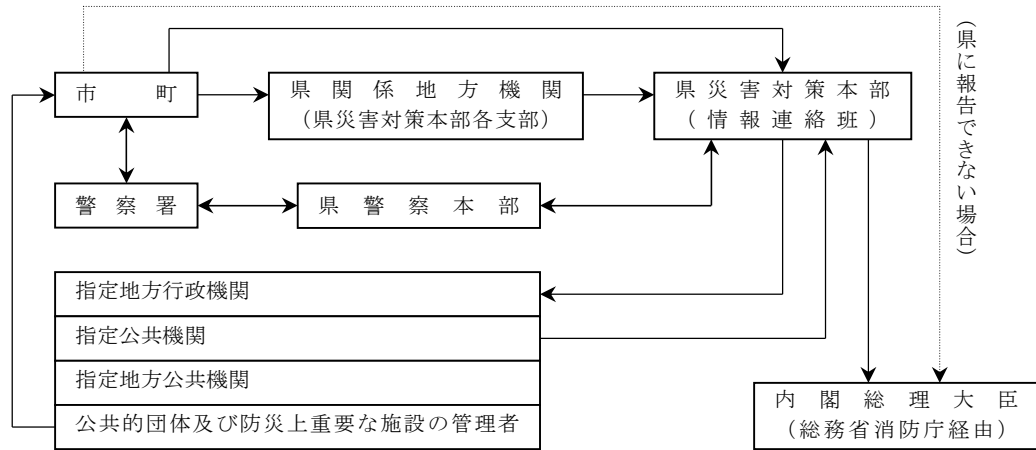 市町
県関係地方機関
（県災害対策本部各支部）
県災害対策本部
（情報連絡班）
（県に報告できない場合）
警察署
県警察本部
指定地方行政機関
指定公共機関
指定地方公共機関
公共的団体及び防災上重要な施設の管理者
内閣総理大臣
（総務省消防庁経由）